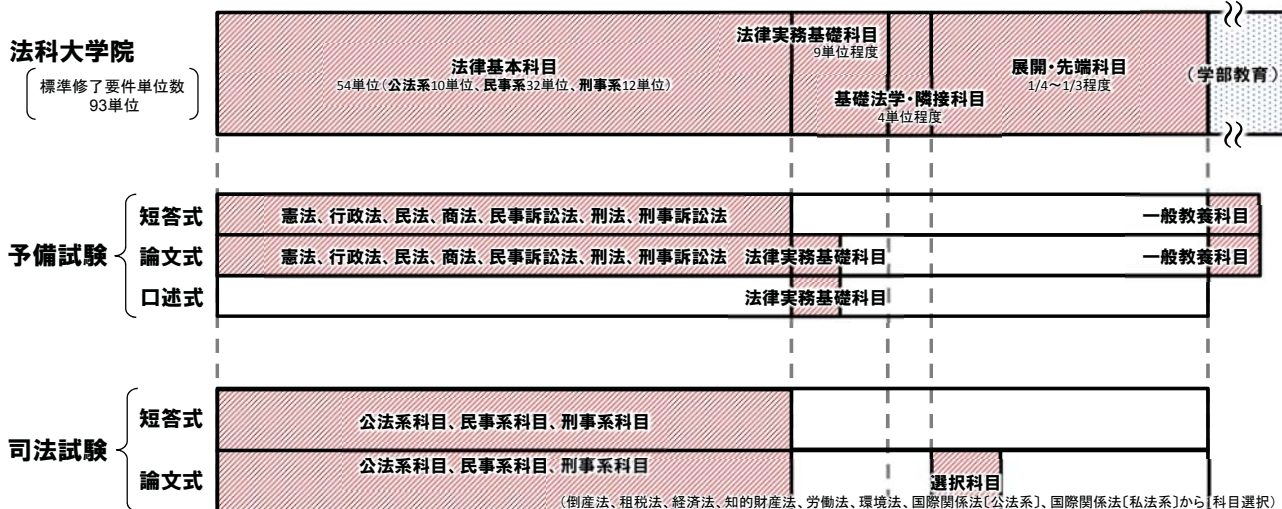 法科大学院
標準修了要件単位数
93単位
法律基本科目
54単位(公法系10単位、民事系32単位、刑事系12単位)
法律実務基礎科目
9単位程度
基礎法学・隣接科目
4単位程度
展開・先端科目
1/4~1/3程度
(学部教育)
予備試験
短答式
憲法、行政法、民法、商法、民事訴訟法、刑法、刑事訴訟法
一般教養科目
論文式
憲法、行政法、民法、商法、民事訴訟法、刑法、刑事訴訟法 法律実務基礎科目
一般教養科目
口述式
法律実務基礎科目
司法試験
短答式
公法系科目、民事系科目、刑事系科目
論文式
公法系科目、民事系科目、刑事系科目
選択科目
(倒産法、租税法、経済法、知的財産法、労働法、環境法、国際関係法〔公法系〕、国際関係法〔私法系〕から1科目選択)